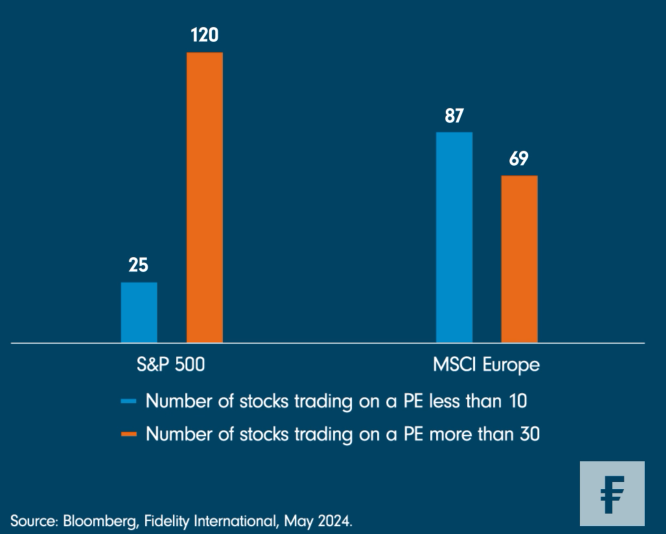 120
87
69
25
S&P 500
MSCI Europe
Number of stocks trading on a PE less than 10
Number of stocks trading on a PE more than 30
Source: Bloomberg, Fidelity International, May 2024.